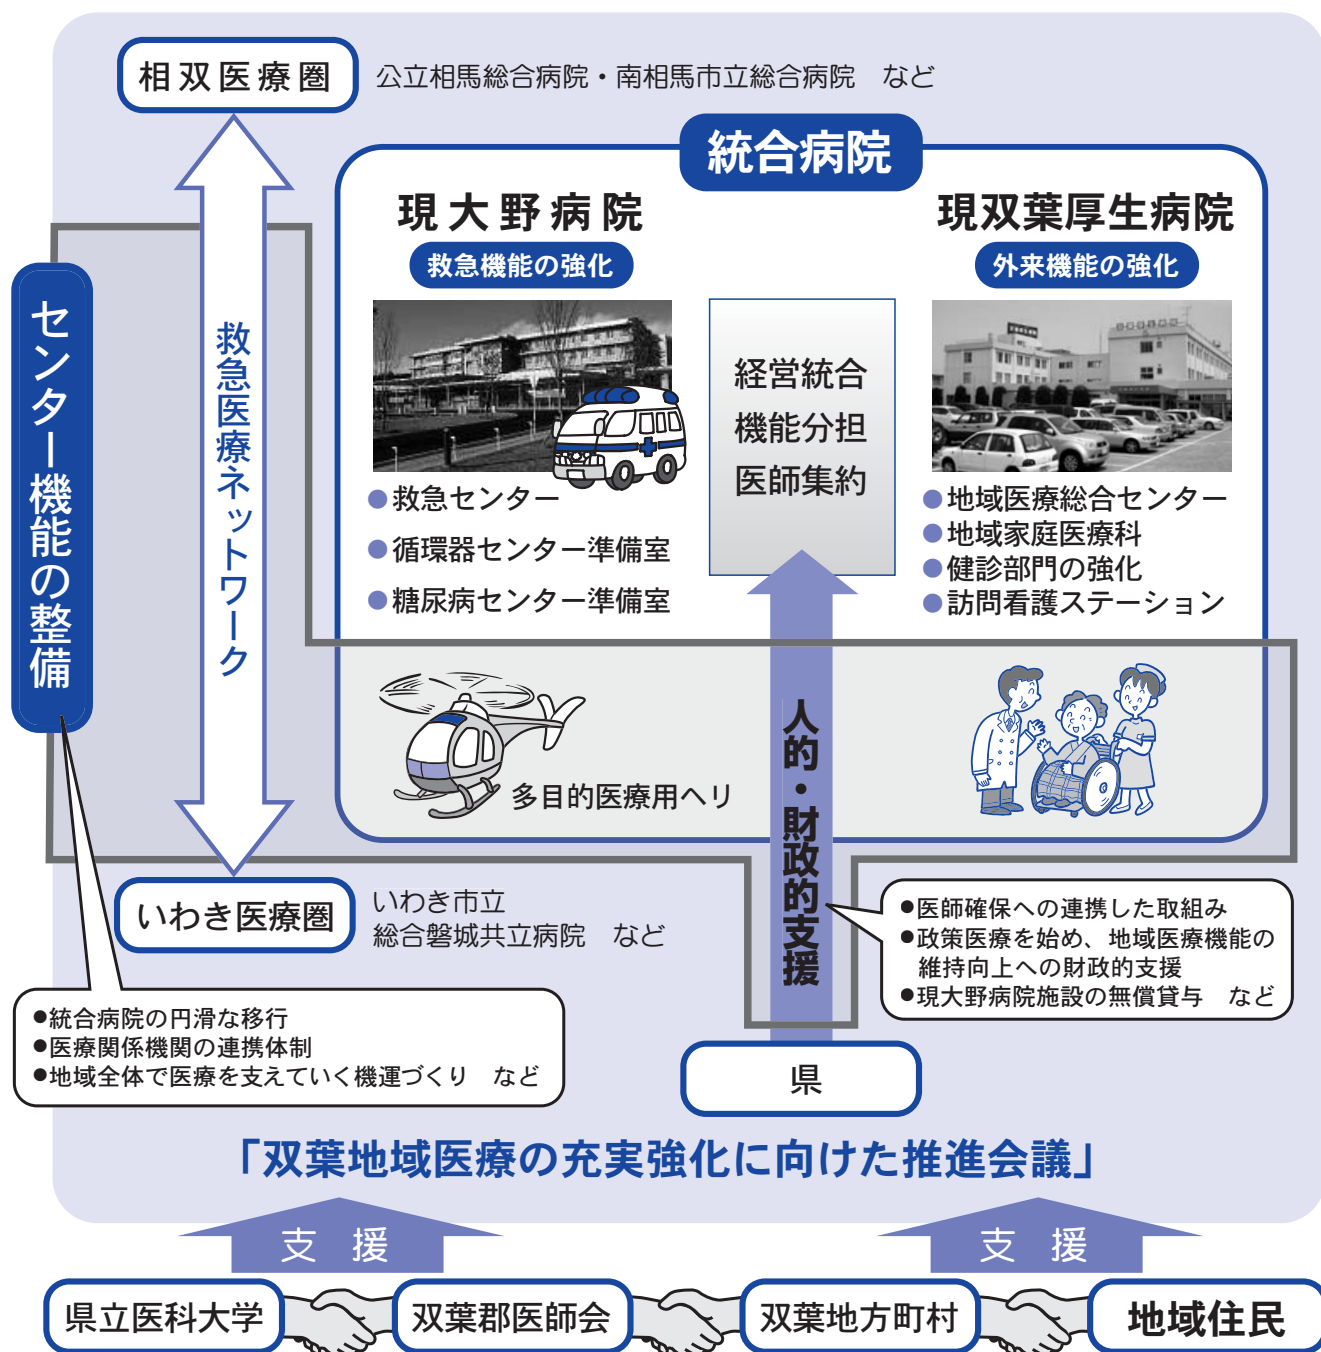 相双医療圏
公立相馬総合病院・南相馬市立総合病院　など
統合病院
現大野病院
救急機能の強化
現双葉厚生病院
外来機能の強化
センター機能の整備
救急医療ネットワーク
経営統合
機能分担
医師集約
●救急センター
●循環器センター準備室
●糖尿病センター準備室
●地域医療総合センター
●地域家庭医療科
●健診部門の強化
●訪問看護ステーション
多目的医療用ヘリ
人的・財政的支援
いわき医療圏
いわき市立
総合磐城共立病院　など
●医師確保への連携した取組み
●政策医療を始め、地域医療機能の
維持向上への財政的支援
●現大野病院施設の無償貸与　など
●統合病院の円滑な移行
●医療関係機関の連携体制
●地域全体で医療を支えていく機運づくり　など
県
「双葉地域医療の充実強化に向けた推進会議」
支　援
支　援
県立医科大学
双葉郡医師会
双葉地方町村
地域住民